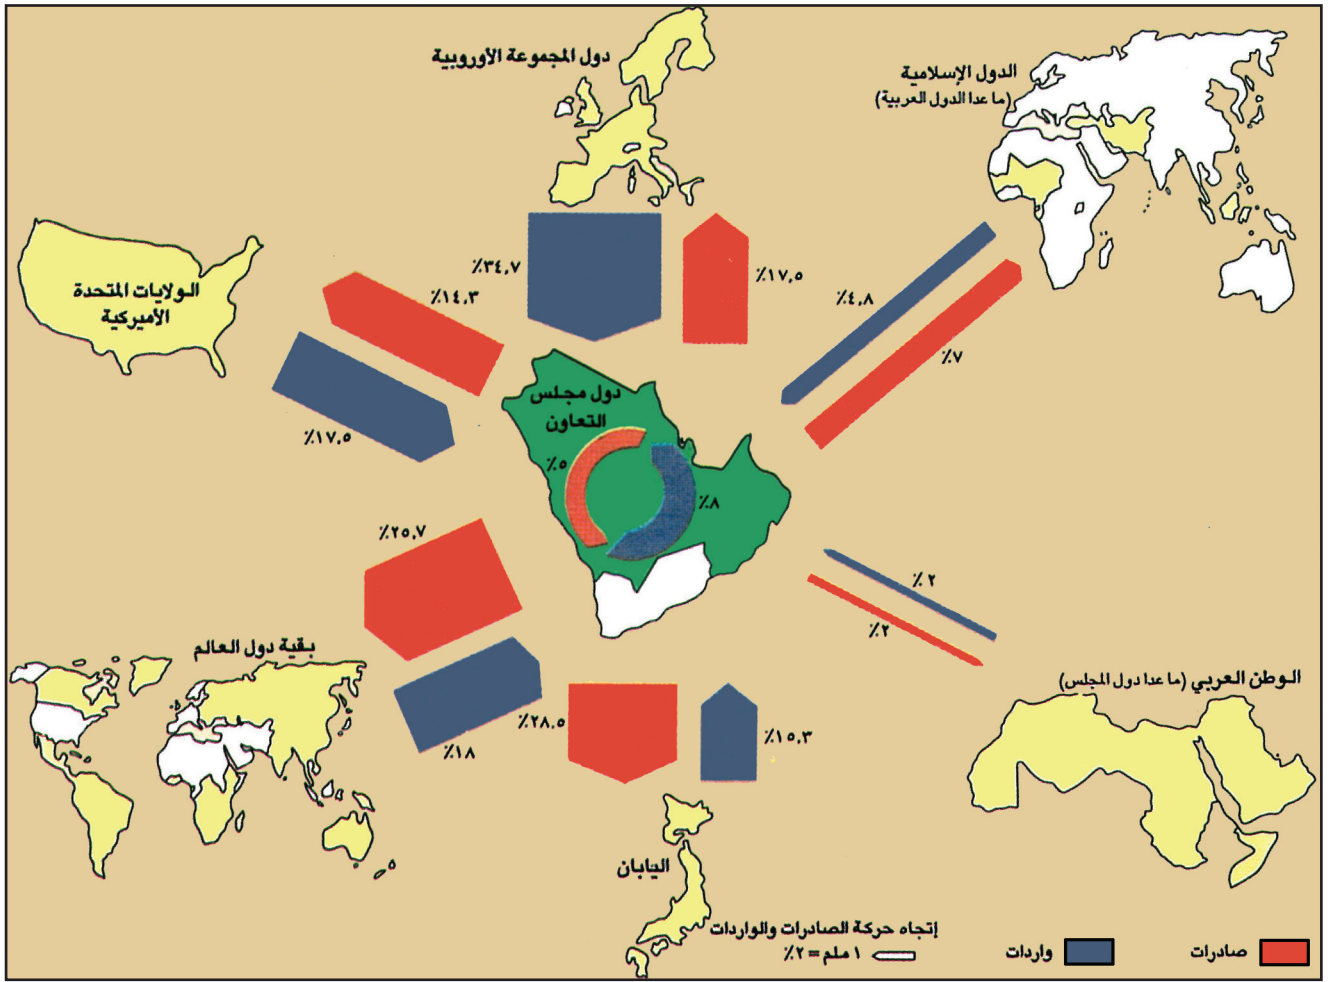 دول المجموعة الأوروبية
الدول الإسلامية
(ما عدا الدول العربية)
الولايات المتحدة
الأميركية
٪٣٤,٧
٪١٧,٥
٪١٤,٣
٪١٧,٥
٪٤,٨
٪٧
دول مجلس
التعاون
٪٥
٪٨
٪٢٥,٧
٪١٨
٪٢
٪٢
بقية دول العالم
الوطن العربي (ما عدا دول المجلس)
٪٢٨,٥
٪١٥,٣
اليابان
إتجاه حركة الصادرات والواردات
١ ملم = ٢٪
صادرات
واردات